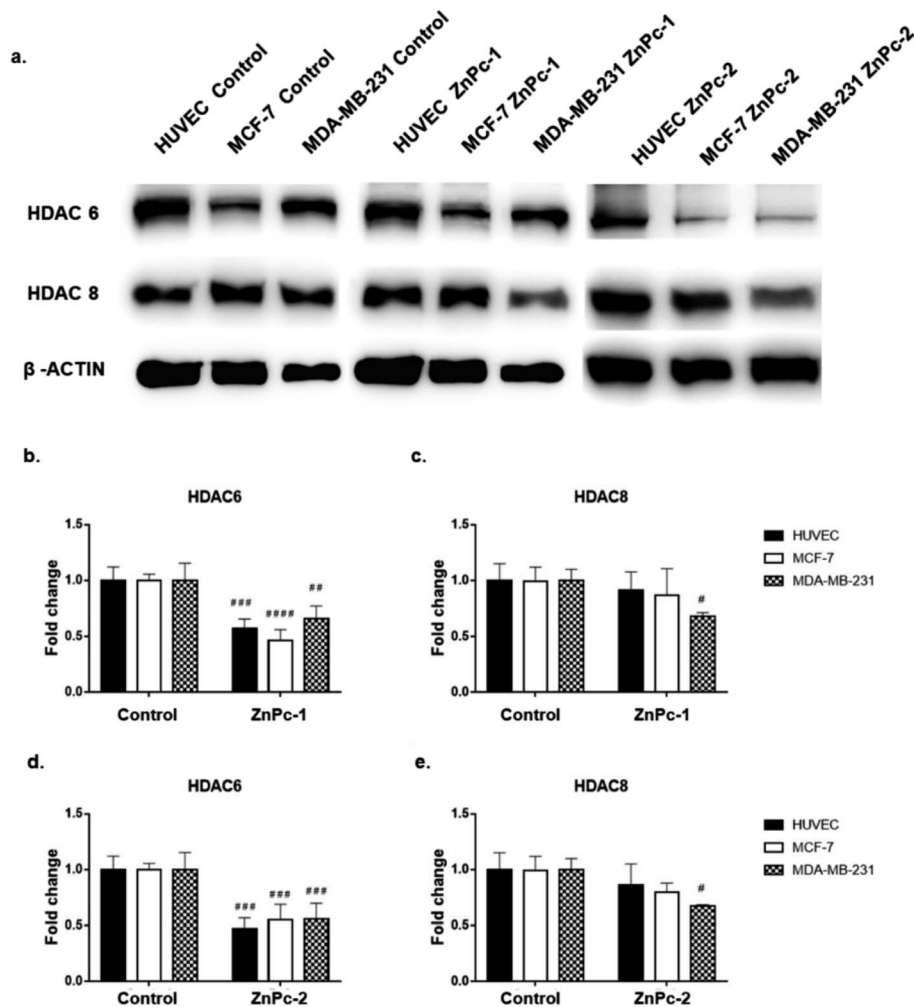 a.
HUVEC Control
MCF-7 Control
MDA-MB-231 Control
HUVEC ZnPc-1
MCF-7 ZnPc-1
MDA-MB-231 ZnPc-1
HUVEC ZnPc-2
MCF-7 ZnPc-2
MDA-MB-231 ZnPc-2
HDAC 6
HDAC 8
β -ACTIN
b.
HDAC6
Fold change
1.5
1.0
0.5
0.0
###
####
##
Control
ZnPc-1
c.
HDAC8
Fold change
1.5
1.0
0.5
0.0
#
Control
ZnPc-1
HUVEC
MCF-7
MDA-MB-231
d.
HDAC6
Fold change
1.5
1.0
0.5
0.0
###
###
###
Control
ZnPc-2
e.
HDAC8
Fold change
1.5
1.0
0.5
0.0
#
Control
ZnPc-2
HUVEC
MCF-7
MDA-MB-231